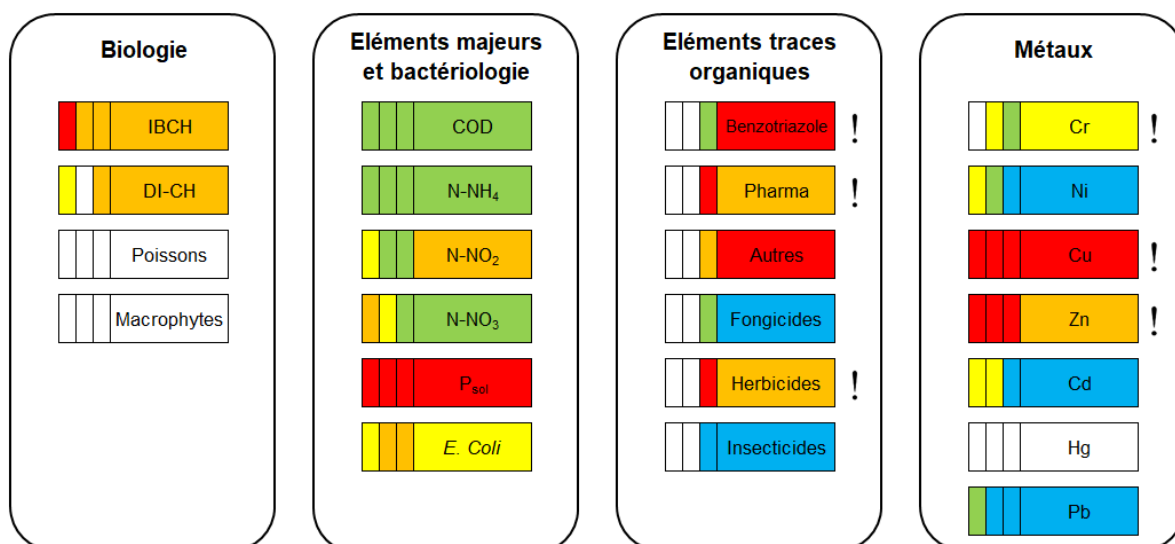 Biologie
IBCH
DI-CH
Poissons
Macrophytes
Eléments majeurs
et bactériologie
COD
N-NH₄
N-NO₂
N-NO₃
Pₛₒₗ
E. Coli
Eléments traces
organiques
Benzotriazole !
Pharma !
Autres
Fongicides
Herbicides !
Insecticides
Métaux
Cr !
Ni
Cu !
Zn !
Cd
Hg
Pb